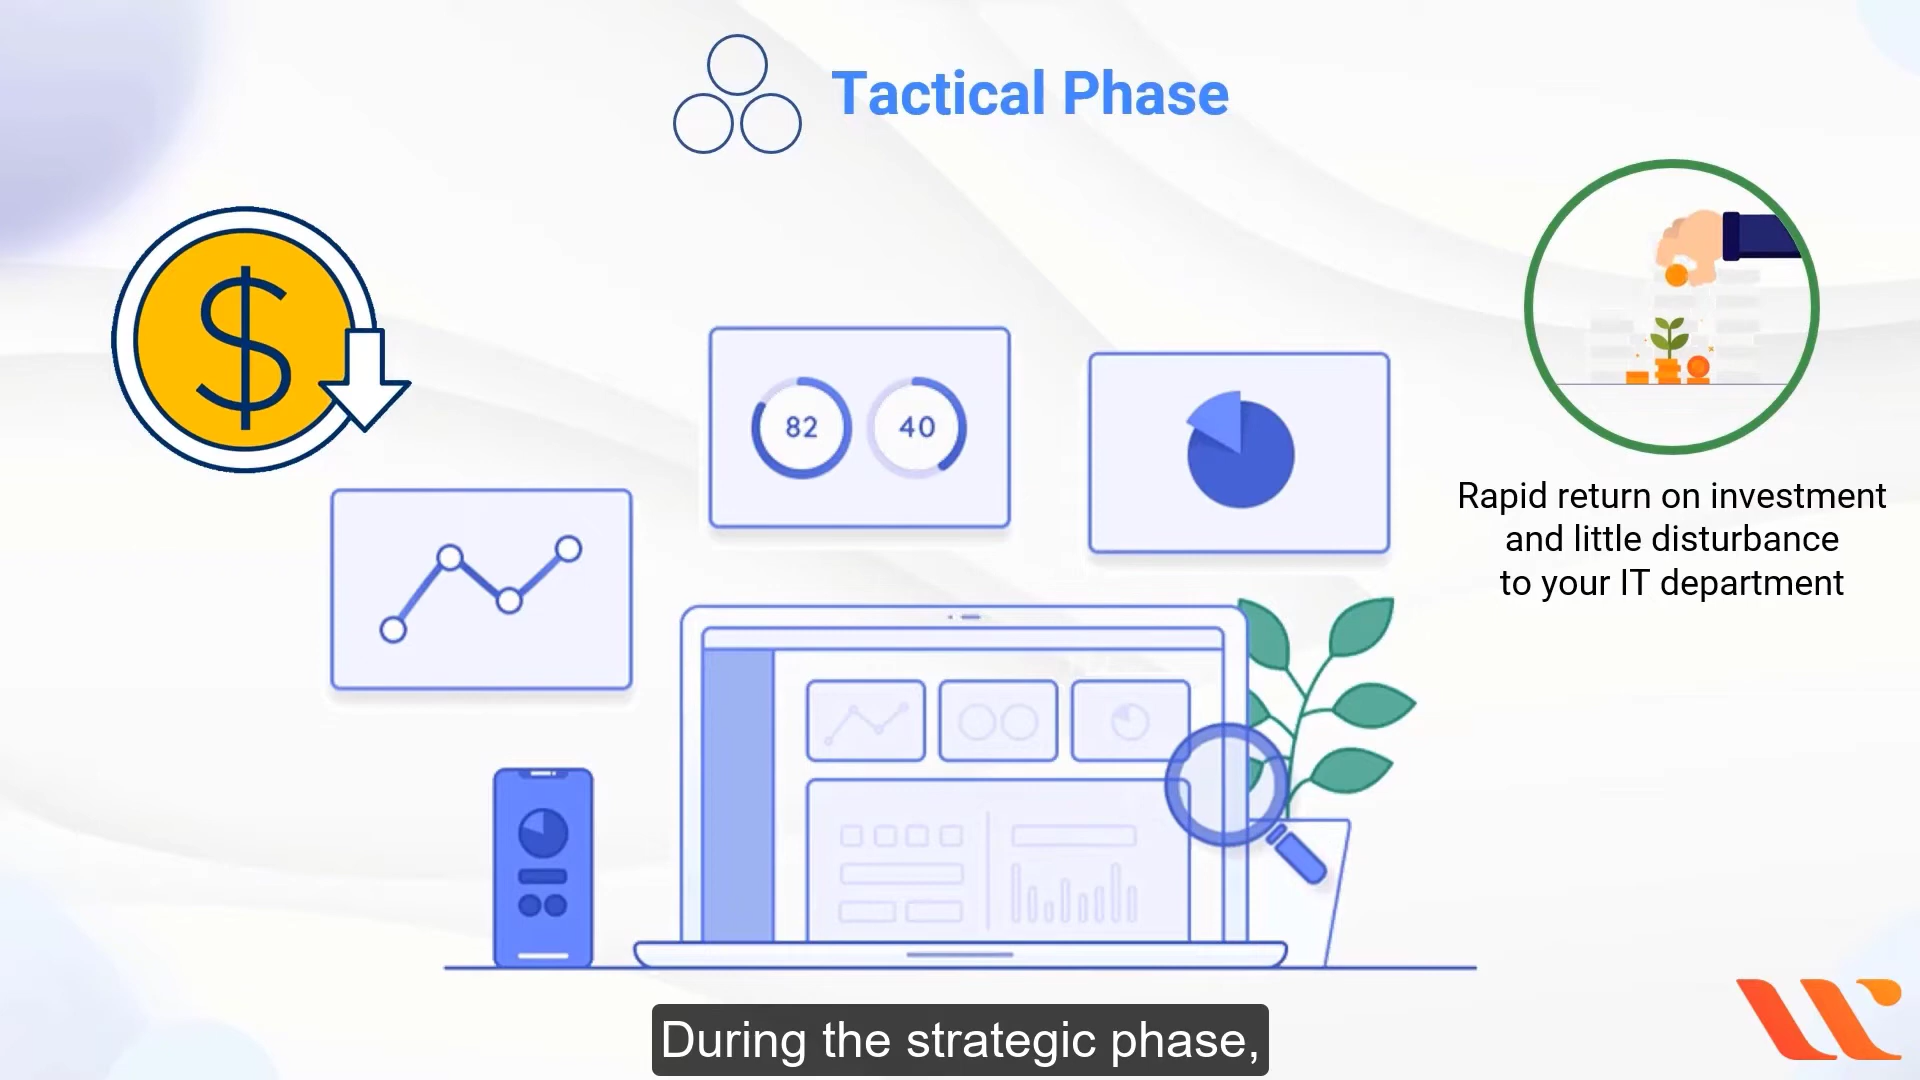 Tactical Phase
$
82 40
Rapid return on investment
and little disturbance
to your IT department
During the strategic phase,